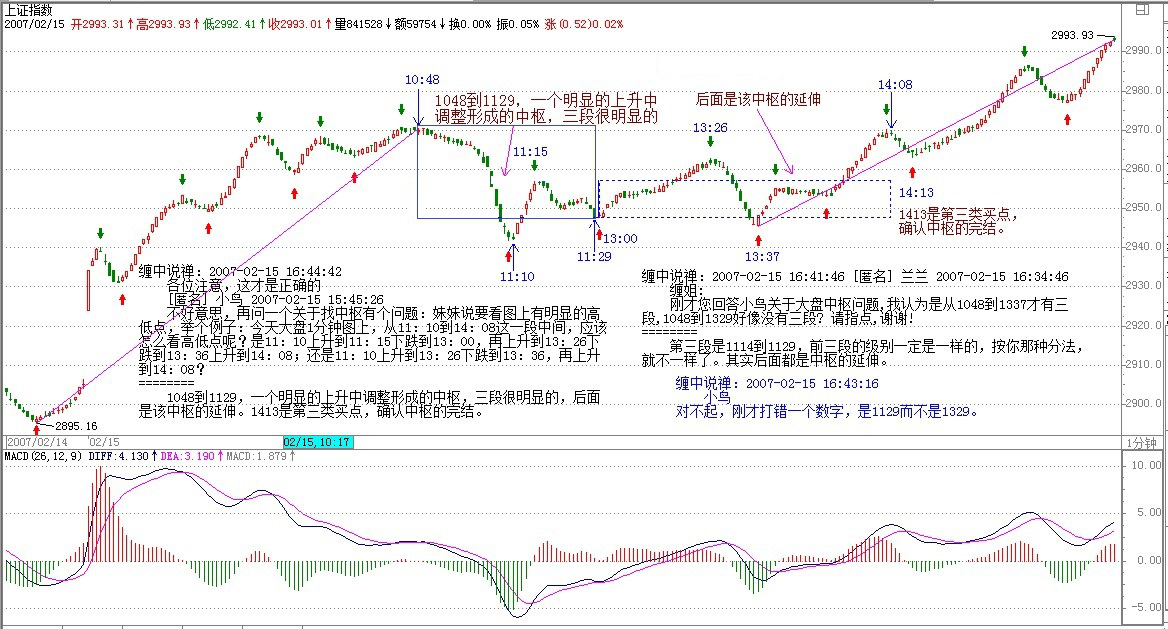 上证指数
2007/02/15 开2993.31↑高2993.93↑低2992.41↑收2993.01↑量841528↓额59754↓换0.00% 振0.05% 涨(0.52)0.02%
2993.93
2990.0
2980.0
2970.0
2960.0
2950.0
2940.0
2930.0
2920.0
2910.0
2900.0
10:48
1048到1129，一个明显的上升中
调整形成的中枢，三段很明显的
11:15
后面是该中枢的延伸
13:26
14:08
14:13
1413是第三类买点，
确认中枢的完结。
13:00
11:29
11:10
13:37
缠中说禅：2007-02-15 16:44:42
各位注意，这才是正确的
[匿名] 小鸟 2007-02-15 15:45:26
不好意思，再问一个关于找中枢有个问题：妹妹说要看图上有明显的高
低点，举个例子：今天大盘1分钟图上，从11：10到14：08这一段中间，应该
怎么看高低点呢？是11：10上升到11：15下跌到13：00，再上升到13：26下
跌到13：36上升到14：08；还是11：10上升到13：26下跌到13：36，再上升
到14：08？
========
1048到1129，一个明显的上升中调整形成的中枢，三段很明显的，后面
是该中枢的延伸。1413是第三类买点，确认中枢的完结。
缠中说禅：2007-02-15 16:41:46 [匿名] 兰兰 2007-02-15 16:34:46
缠姐：
刚才您回答小鸟关于大盘中枢问题,我认为是从1048到1337才有三
段,1048到1329好像没有三段？请指点,谢谢!
========
第三段是1114到1129，前三段的级别一定是一样的，按你那种分法，
就不一样了。其实后面都是中枢的延伸。
缠中说禅：2007-02-15 16:43:16
小鸟
对不起，刚才打错一个数字，是1129而不是1329。
2895.16
2007/02/14 02/15 02/15,10:17 1分钟
MACD(26,12,9) DIFF:4.130↑ DEA:3.190↑ MACD:1.879↑
10.00
5.00
0.00
-5.00